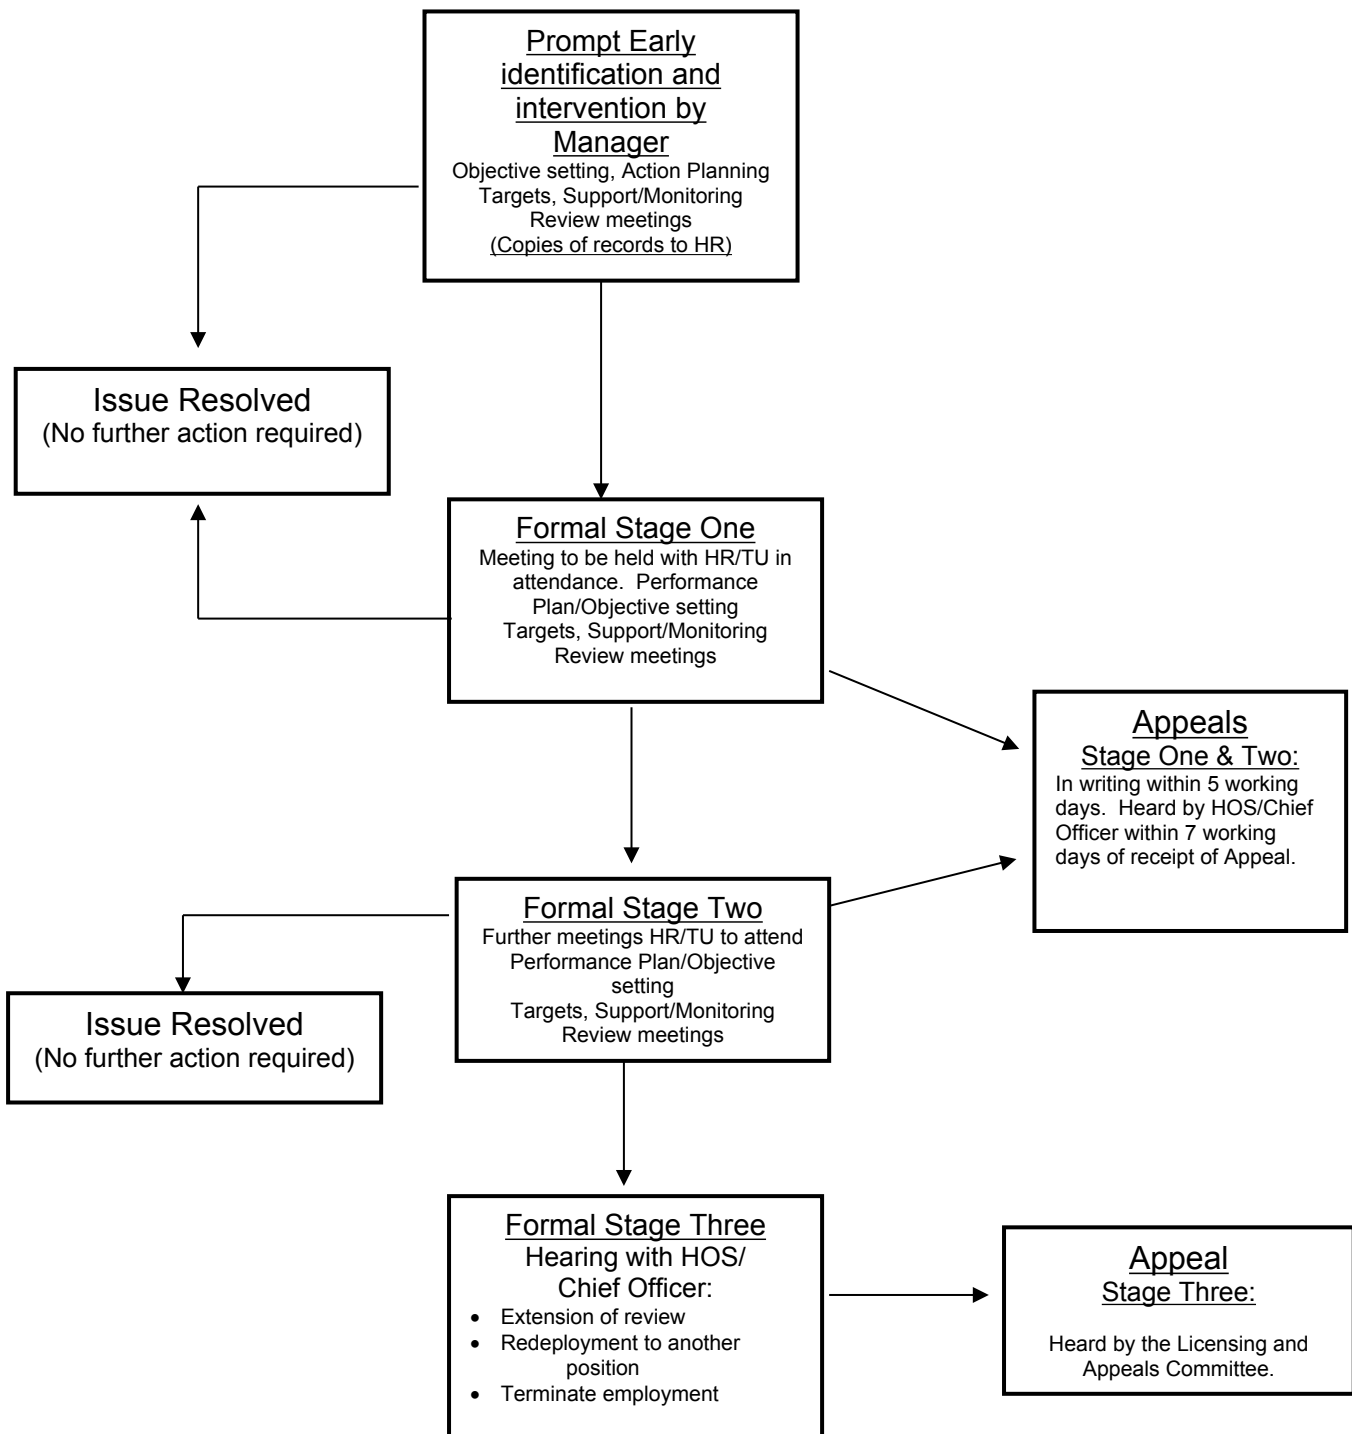 Prompt Early
identification and
intervention by
Manager
Objective setting, Action Planning
Targets, Support/Monitoring
Review meetings
(Copies of records to HR)
Issue Resolved
(No further action required)
Formal Stage One
Meeting to be held with HR/TU in
attendance.  Performance
Plan/Objective setting
Targets, Support/Monitoring
Review meetings
Appeals
Stage One & Two:
In writing within 5 working
days.  Heard by HOS/Chief
Officer within 7 working
days of receipt of Appeal.
Formal Stage Two
Further meetings HR/TU to attend
Performance Plan/Objective
setting
Targets, Support/Monitoring
Review meetings
Issue Resolved
(No further action required)
Formal Stage Three
Hearing with HOS/
Chief Officer:
• Extension of review
• Redeployment to another
position
• Terminate employment
Appeal
Stage Three:
Heard by the Licensing and
Appeals Committee.